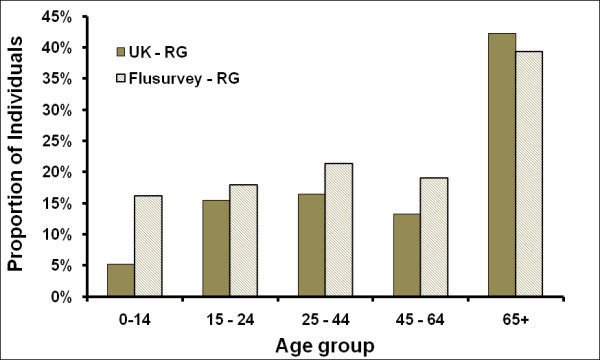 45%
40%
35%
30%
25%
20%
15%
10%
5%
0%
Proportion of Individuals
UK - RG
Flusurvey - RG
0-14 15 - 24 25 - 44 45 - 64 65+
Age group